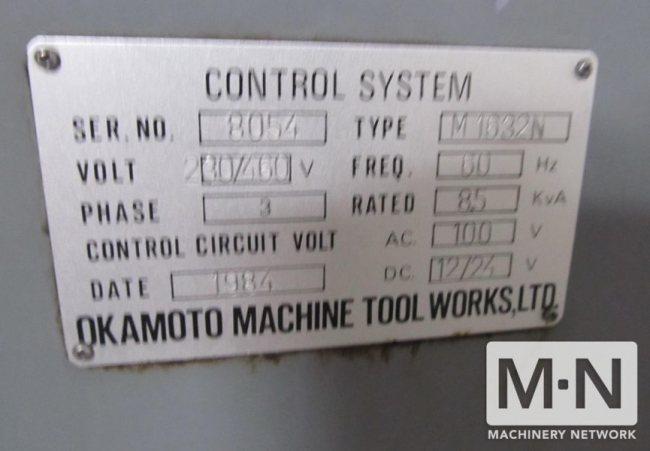 CONTROL SYSTEM
SER. NO. 8054 TYPE M1632N
VOLT 230/460 V FREQ. 60 Hz
PHASE 3 RATED 8.5 KVA
CONTROL CIRCUIT VOLT AC. 100 V
DATE 1984 DC. 12/24 V
OKAMOTO MACHINE TOOL WORKS,LTD.
M·N
MACHINERY NETWORK